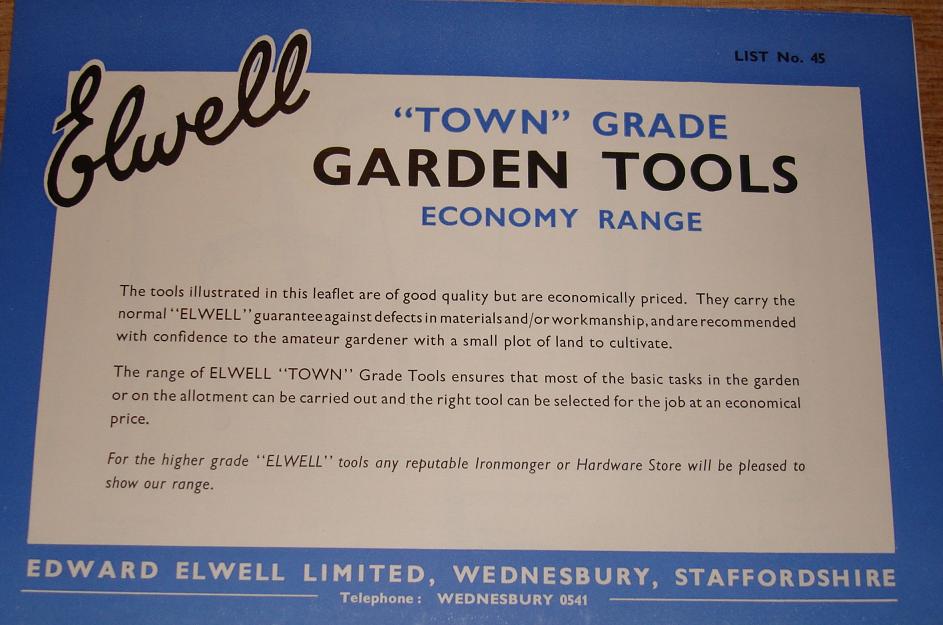 LIST No. 45
Elwell
“TOWN” GRADE
GARDEN TOOLS
ECONOMY RANGE
The tools illustrated in this leaflet are of good quality but are economically priced. They carry the
normal “ELWELL” guarantee against defects in materials and/or workmanship, and are recommended
with confidence to the amateur gardener with a small plot of land to cultivate.
The range of ELWELL “TOWN” Grade Tools ensures that most of the basic tasks in the garden
or on the allotment can be carried out and the right tool can be selected for the job at an economical
price.
For the higher grade “ELWELL” tools any reputable Ironmonger or Hardware Store will be pleased to
show our range.
EDWARD ELWELL LIMITED, WEDNESBURY, STAFFORDSHIRE
Telephone: WEDNESBURY 0541